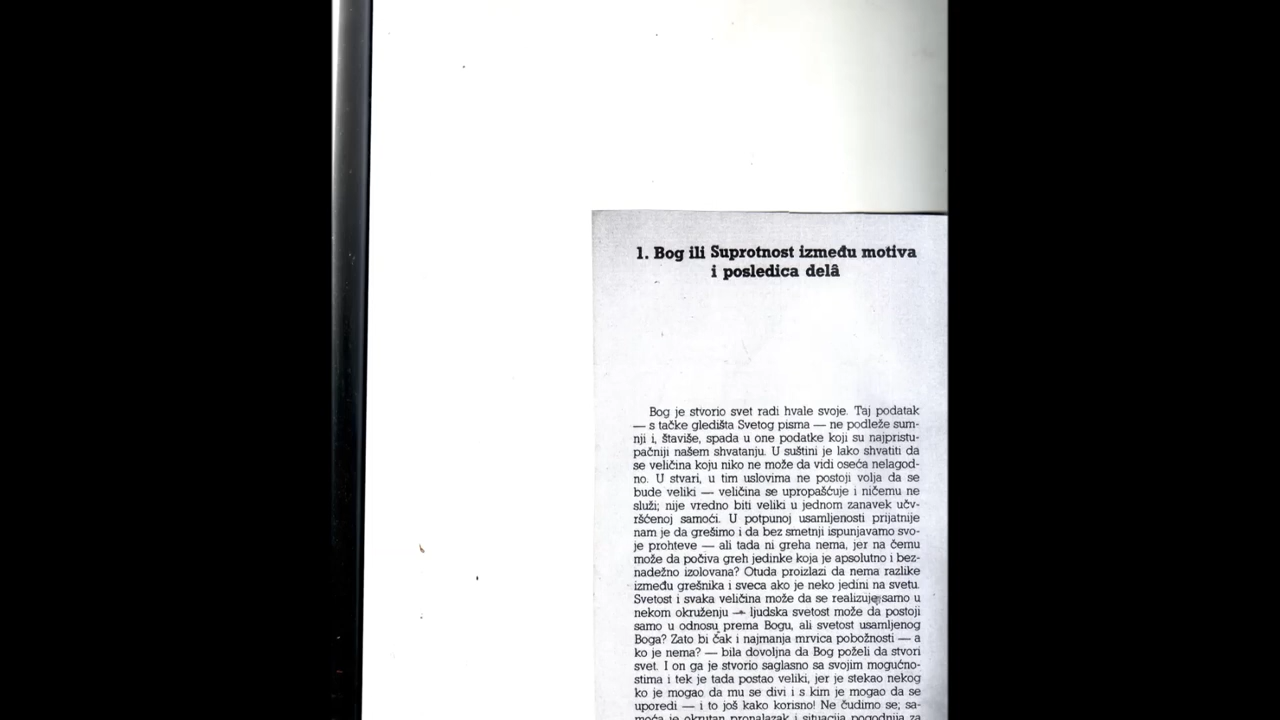 1. Bog ili Suprotnost između motiva
i posledica delâ
Bog je stvorio svet radi hvale svoje. Taj podatak
— s tačke gledišta Svetog pisma — ne podleže sum-
nji i, štaviše, spada u one podatke koji su najpristu-
pačniji našem shvatanju. U suštini je lako shvatiti da
se veličina koju niko ne može da vidi oseća nelagod-
no. U stvari, u tim uslovima ne postoji volja da se
bude veliki — veličina se upropašćuje i ničemu ne
služi; nije vredno biti veliki u jednom zanavek učv-
ršćenoj samoći. U potpunoj usamljenosti prijatnije
nam je da grešimo i da bez smetnji ispunjavamo svo-
je prohteve — ali tada ni greha nema, jer na čemu
može da počiva greh jedinke koja je apsolutno i bez-
nadežno izolovana? Otuda proizlazi da nema razlike
između grešnika i sveca ako je neko jedini na svetu.
Svetost i svaka veličina može da se realizuje samo u
nekom okruženju — ljudska svetost može da postoji
samo u odnosu prema Bogu, ali svetost usamljenog
Boga? Zato bi čak i najmanja mrvica pobožnosti — a
ko je nema? — bila dovoljna da Bog poželi da stvori
svet. I on ga je stvorio saglasno sa svojim mogućno-
stima i tek je tada postao veliki, jer je stekao nekog
ko je mogao da mu se divi i s kim je mogao da se
uporedi — i to još kako korisno! Ne čudimo se; sa-
moća je okrutan pronalazak i situacija pogodnija za